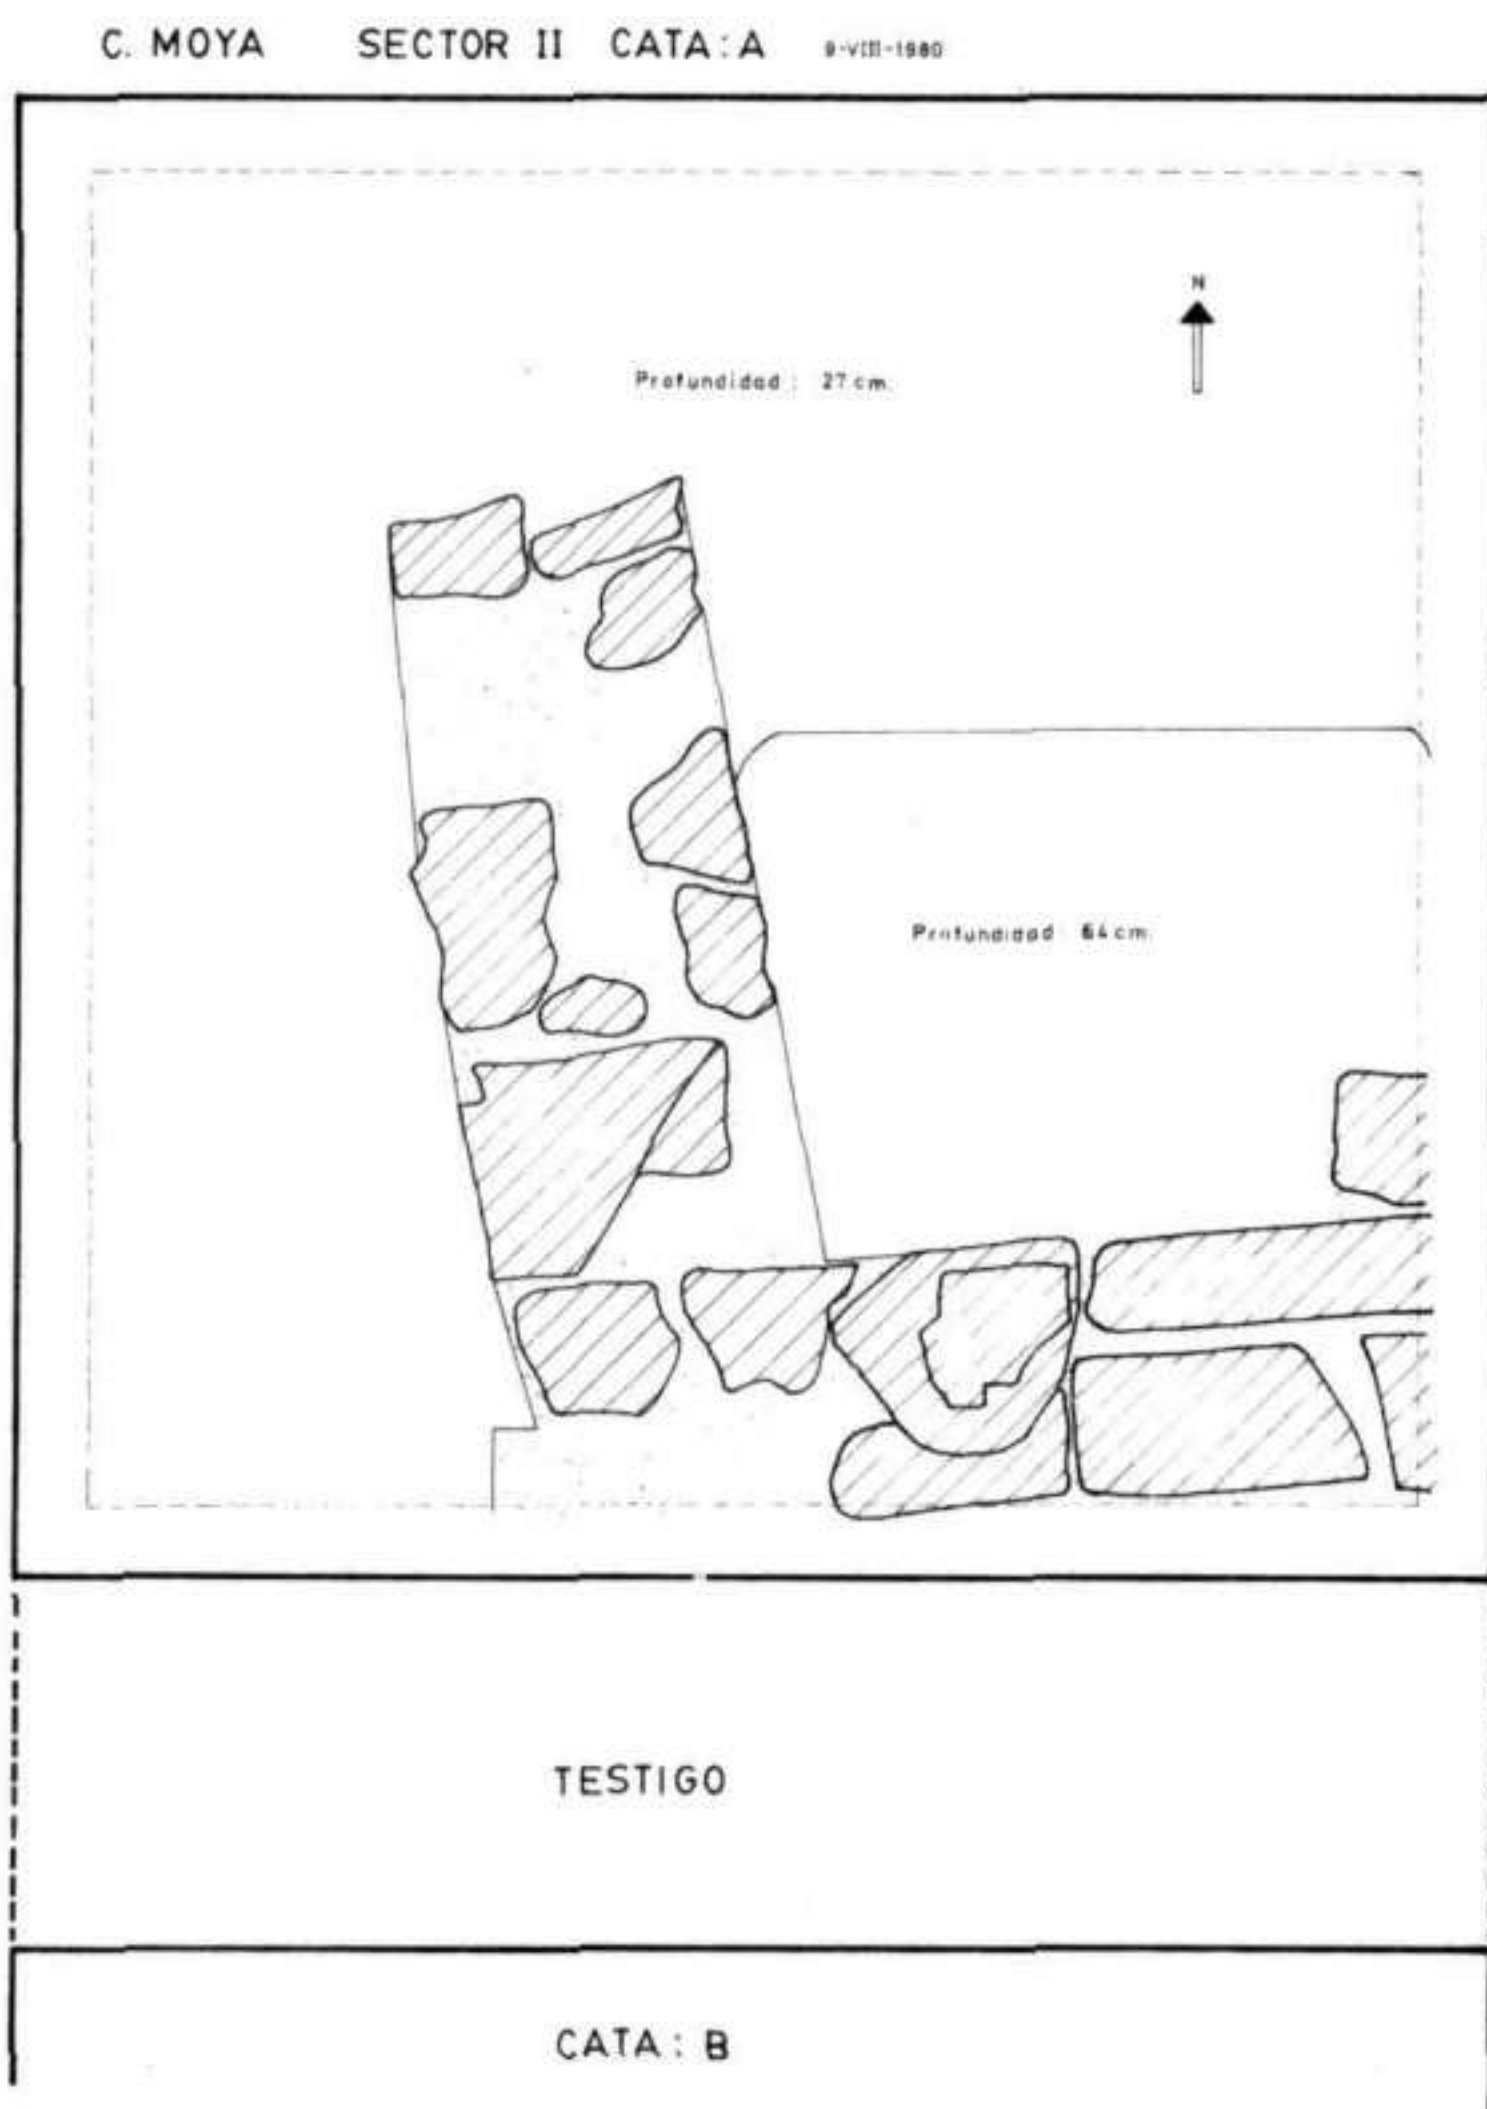 C. MOYA SECTOR II CATA: A 9-VIII-1980
N
Profundidad: 27 cm.
Profundidad 64 cm.
TESTIGO
CATA: B